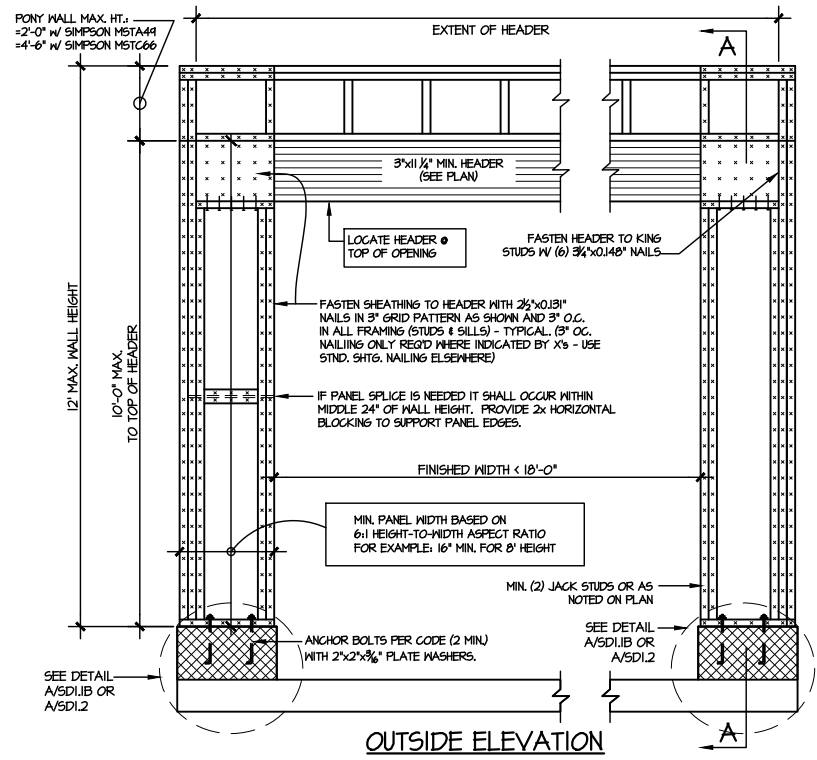 PONY WALL MAX. HT.:
=2'-0" W/ SIMPSON MSTA49
=4'-6" W/ SIMPSON MSTC66
EXTENT OF HEADER
A
3"x11 1/4" MIN. HEADER
(SEE PLAN)
LOCATE HEADER @
TOP OF OPENING
FASTEN HEADER TO KING
STUDS W/ (6) 3 1/4"x0.148" NAILS
12' MAX. WALL HEIGHT
10'-0" MAX.
TO TOP OF HEADER
FASTEN SHEATHING TO HEADER WITH 2 1/2"x0.131"
NAILS IN 3" GRID PATTERN AS SHOWN AND 3" O.C.
IN ALL FRAMING (STUDS & SILLS) - TYPICAL. (3" OC.
NAILIING ONLY REQ'D WHERE INDICATED BY X's - USE
STND. SHTG. NAILING ELSEWHERE)
IF PANEL SPLICE IS NEEDED IT SHALL OCCUR WITHIN
MIDDLE 24" OF WALL HEIGHT. PROVIDE 2x HORIZONTAL
BLOCKING TO SUPPORT PANEL EDGES.
FINISHED WIDTH < 18'-0"
MIN. PANEL WIDTH BASED ON
6:1 HEIGHT-TO-WIDTH ASPECT RATIO
FOR EXAMPLE: 16" MIN. FOR 8' HEIGHT
MIN. (2) JACK STUDS OR AS
NOTED ON PLAN
SEE DETAIL
A/SD1.1B OR
A/SD1.2
ANCHOR BOLTS PER CODE (2 MIN.)
WITH 2"x2"x3/16" PLATE WASHERS.
SEE DETAIL
A/SD1.1B OR
A/SD1.2
A
OUTSIDE ELEVATION